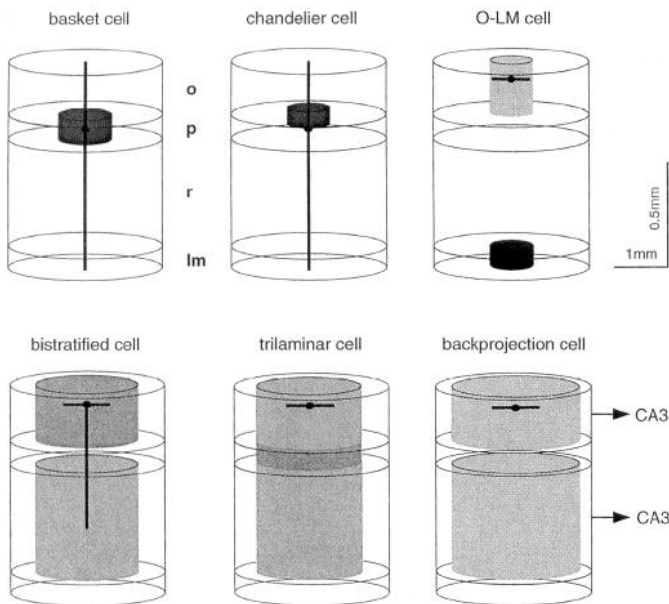 basket cell
chandelier cell
O-LM cell
o
p
r
lm
0.5mm
1mm
bistratified cell
trilaminar cell
backprojection cell
CA3
CA3